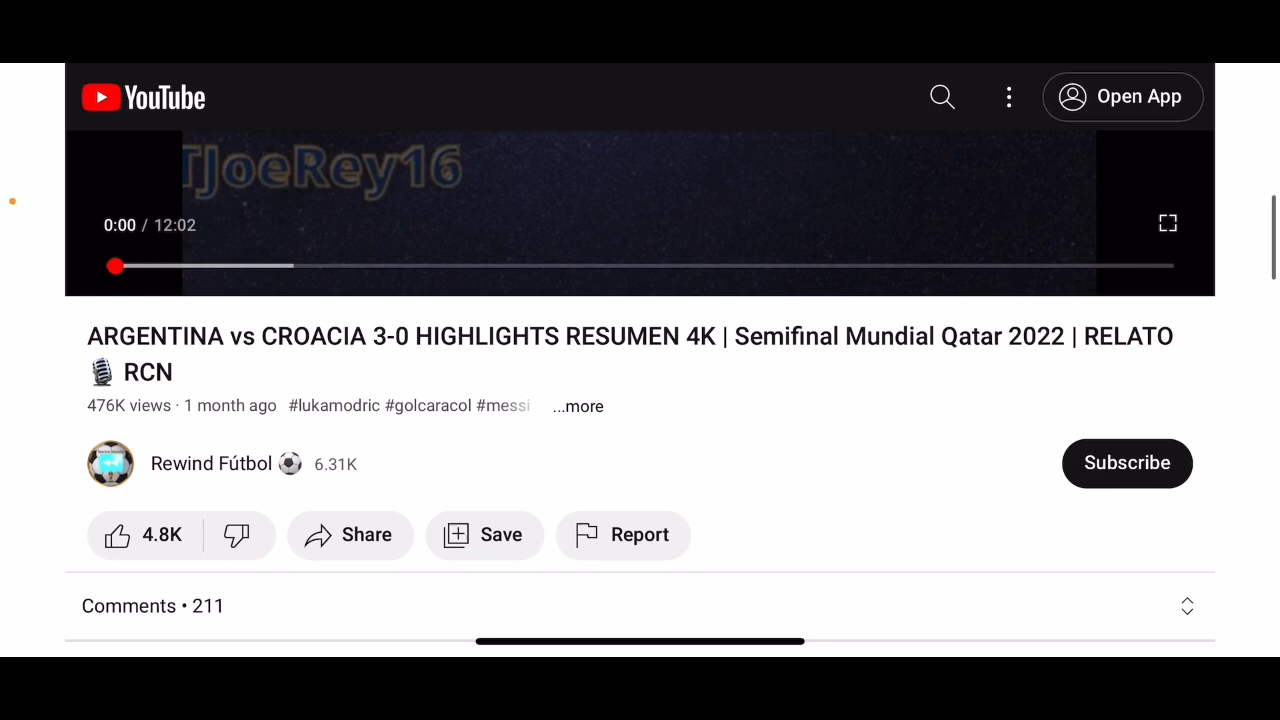 YouTube
Open App
TJoeRey16
0:00 / 12:02
ARGENTINA vs CROACIA 3-0 HIGHLIGHTS RESUMEN 4K | Semifinal Mundial Qatar 2022 | RELATO
🎙️ RCN
476K views · 1 month ago #lukamodric #golcaracol #messi ...more
Rewind Fútbol ⚽ 6.31K
Subscribe
4.8K
Share
Save
Report
Comments • 211